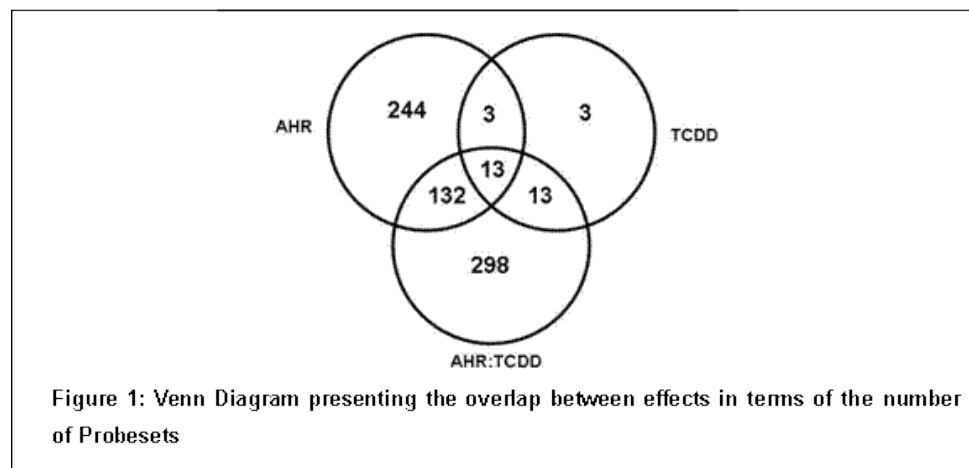 244
3
3
AHR
TCDD
13
132
13
298
AHR:TCDD
Figure 1: Venn Diagram presenting the overlap between effects in terms of the number
of Probesets